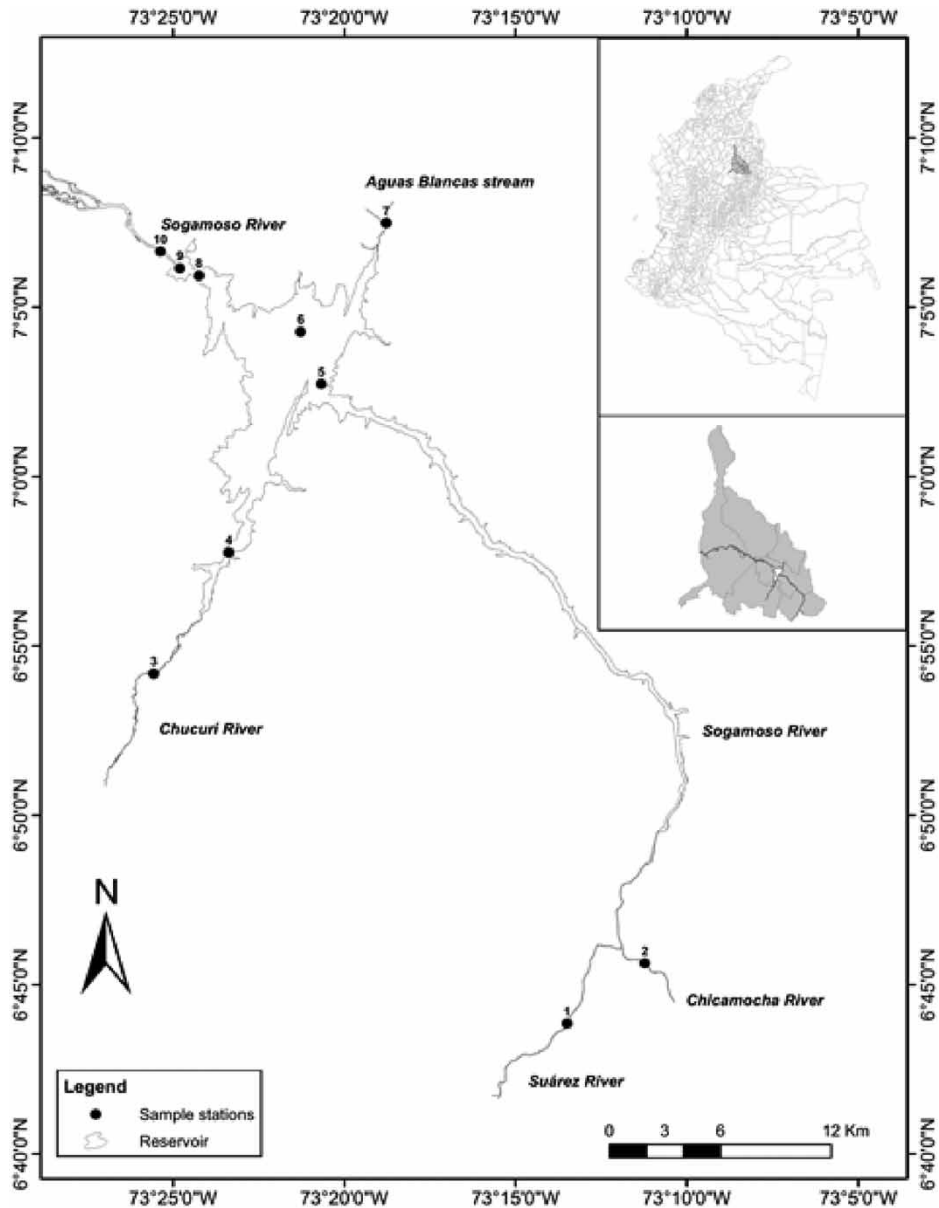 73°25'0"W 73°20'0"W 73°15'0"W 73°10'0"W 73°5'0"W
7°10'0"N
7°10'0"N
Aguas Blancas stream
7
Sogamoso River
10
9
8
7°5'0"N
7°5'0"N
6
5
7°0'0"N
7°0'0"N
4
6°55'0"N
6°55'0"N
3
Chucuri River
Sogamoso River
6°50'0"N
6°50'0"N
N
2
6°45'0"N
6°45'0"N
Chicamocha River
1
Suárez River
Legend
Sample stations
Reservoir
0 3 6 12 Km
6°40'0"N
6°40'0"N
73°25'0"W 73°20'0"W 73°15'0"W 73°10'0"W 73°5'0"W